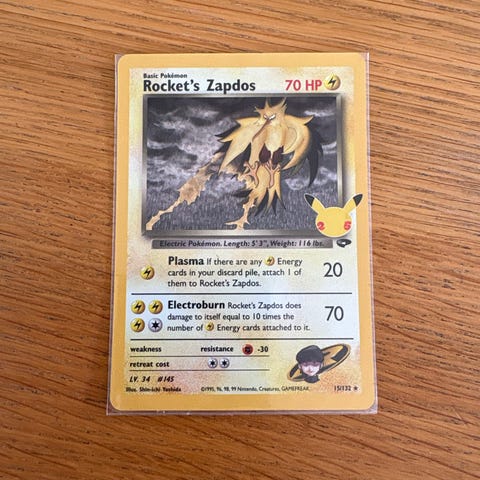 Basic Pokémon
Rocket's Zapdos 70 HP
25
Electric Pokémon. Length: 5' 3", Weight: 116 lbs.
Plasma If there are any Energy
cards in your discard pile, attach 1 of
them to Rocket's Zapdos.
20
Electroburn Rocket's Zapdos does
damage to itself equal to 10 times the
number of Energy cards attached to it.
70
weakness resistance -30
retreat cost
LV. 34 #145
Illus. Shin-ichi Yoshida
©1995, 96, 98, 99 Nintendo, Creatures, GAMEFREAK.
15/132 ★